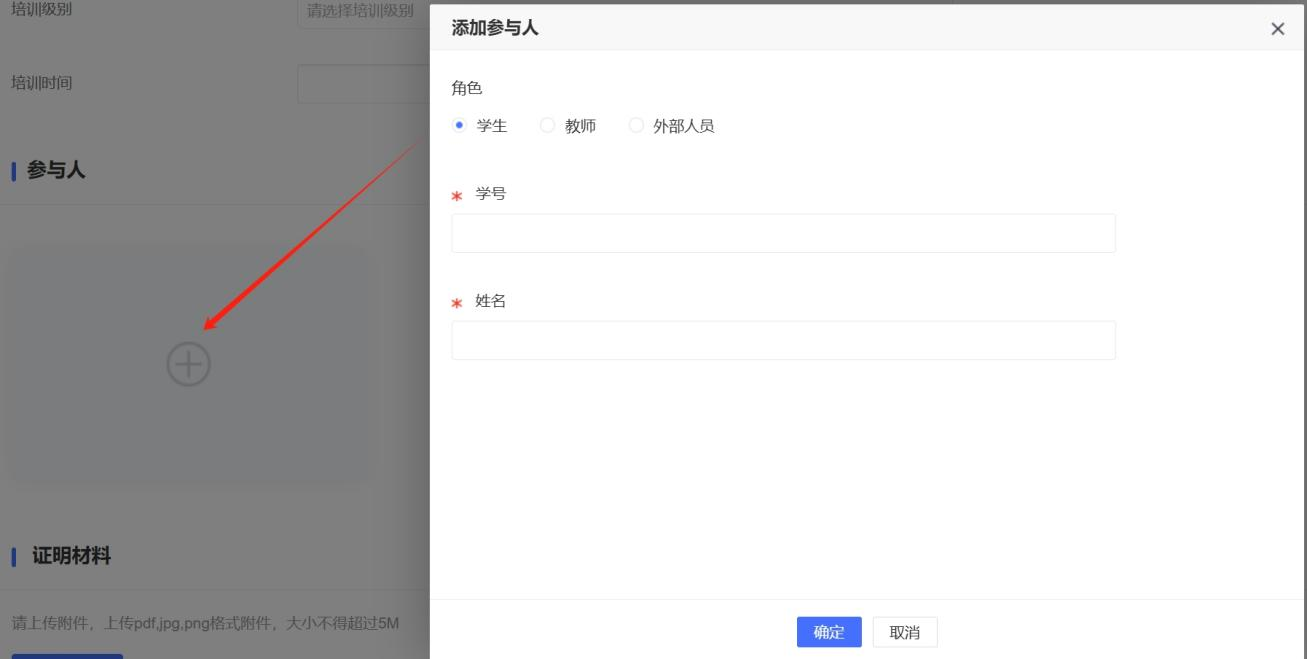 培训级别
请选择培训级别
培训时间
参与人
证明材料
请上传附件，上传pdf,jpg,png格式附件，大小不得超过5M
添加参与人
角色
学生 教师 外部人员
* 学号
* 姓名
确定 取消